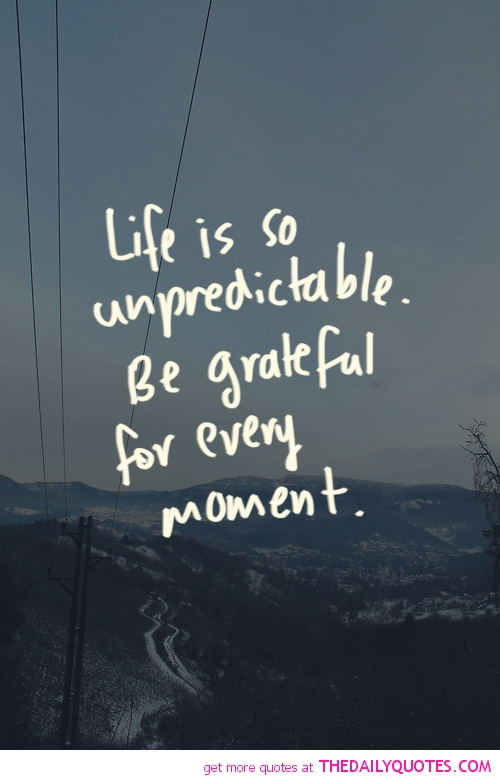 Life is so
unpredictable.
Be grateful
for every
moment.
get more quotes at THEDAILYQUOTES.COM